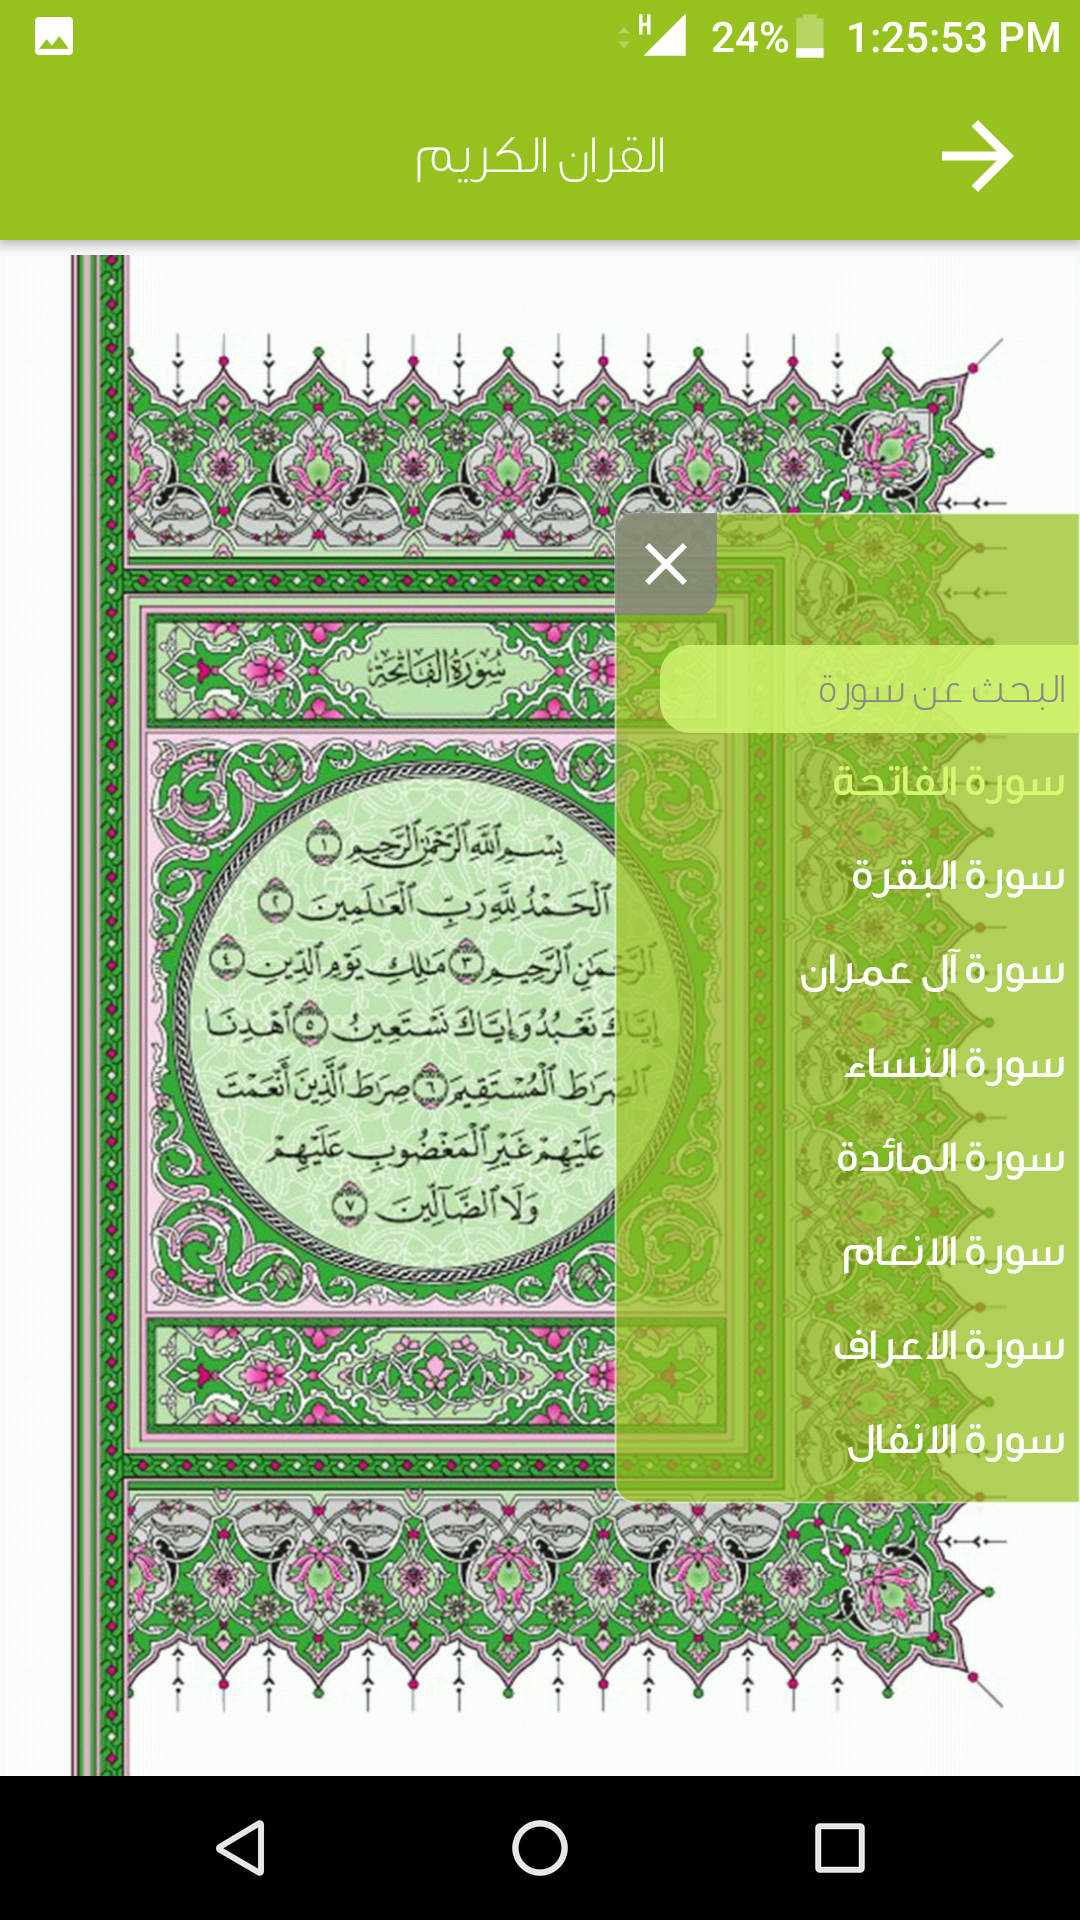 24% 1:25:53 PM
H
القران الكريم
سُورَةُ الفَاتِحَةِ
بِسْمِ ٱللَّهِ ٱلرَّحْمَٰنِ ٱلرَّحِيمِ ١
ٱلْحَمْدُ لِلَّهِ رَبِّ ٱلْعَٰلَمِينَ ٢
ٱلرَّحْمَٰنِ ٱلرَّحِيمِ ٣ مَٰلِكِ يَوْمِ ٱلدِّينِ ٤
إِيَّاكَ نَعْبُدُ وَإِيَّاكَ نَسْتَعِينُ ٥ ٱهْدِنَا
ٱلصِّرَٰطَ ٱلْمُسْتَقِيمَ ٦ صِرَٰطَ ٱلَّذِينَ أَنْعَمْتَ
عَلَيْهِمْ غَيْرِ ٱلْمَغْضُوبِ عَلَيْهِمْ
وَلَا ٱلضَّآلِّينَ ٧
البحث عن سورة
سورة الفاتحة
سورة البقرة
سورة آل عمران
سورة النساء
سورة المائدة
سورة الانعام
سورة الاعراف
سورة الانفال